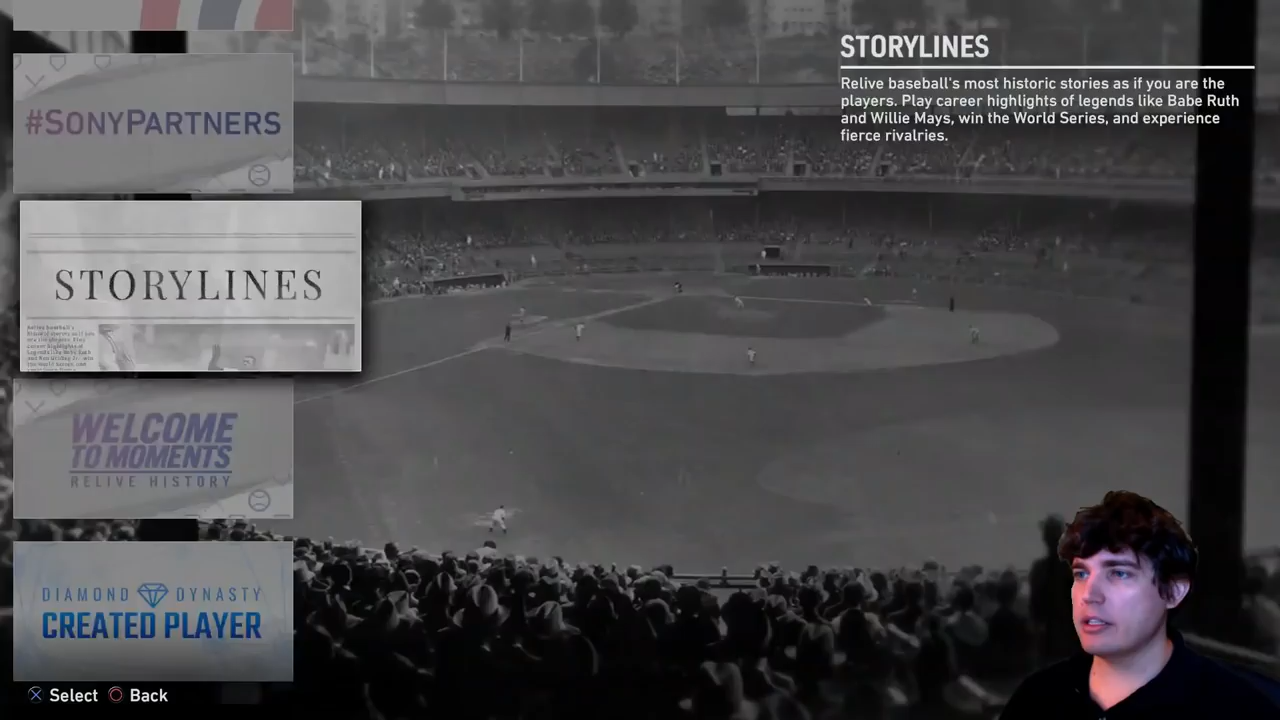 #SONYPARTNERS
STORYLINES
WELCOME
TO MOMENTS
RELIVE HISTORY
DIAMOND DYNASTY
CREATED PLAYER
Select Back
STORYLINES
Relive baseball's most historic stories as if you are the
players. Play career highlights of legends like Babe Ruth
and Willie Mays, win the World Series, and experience
fierce rivalries.